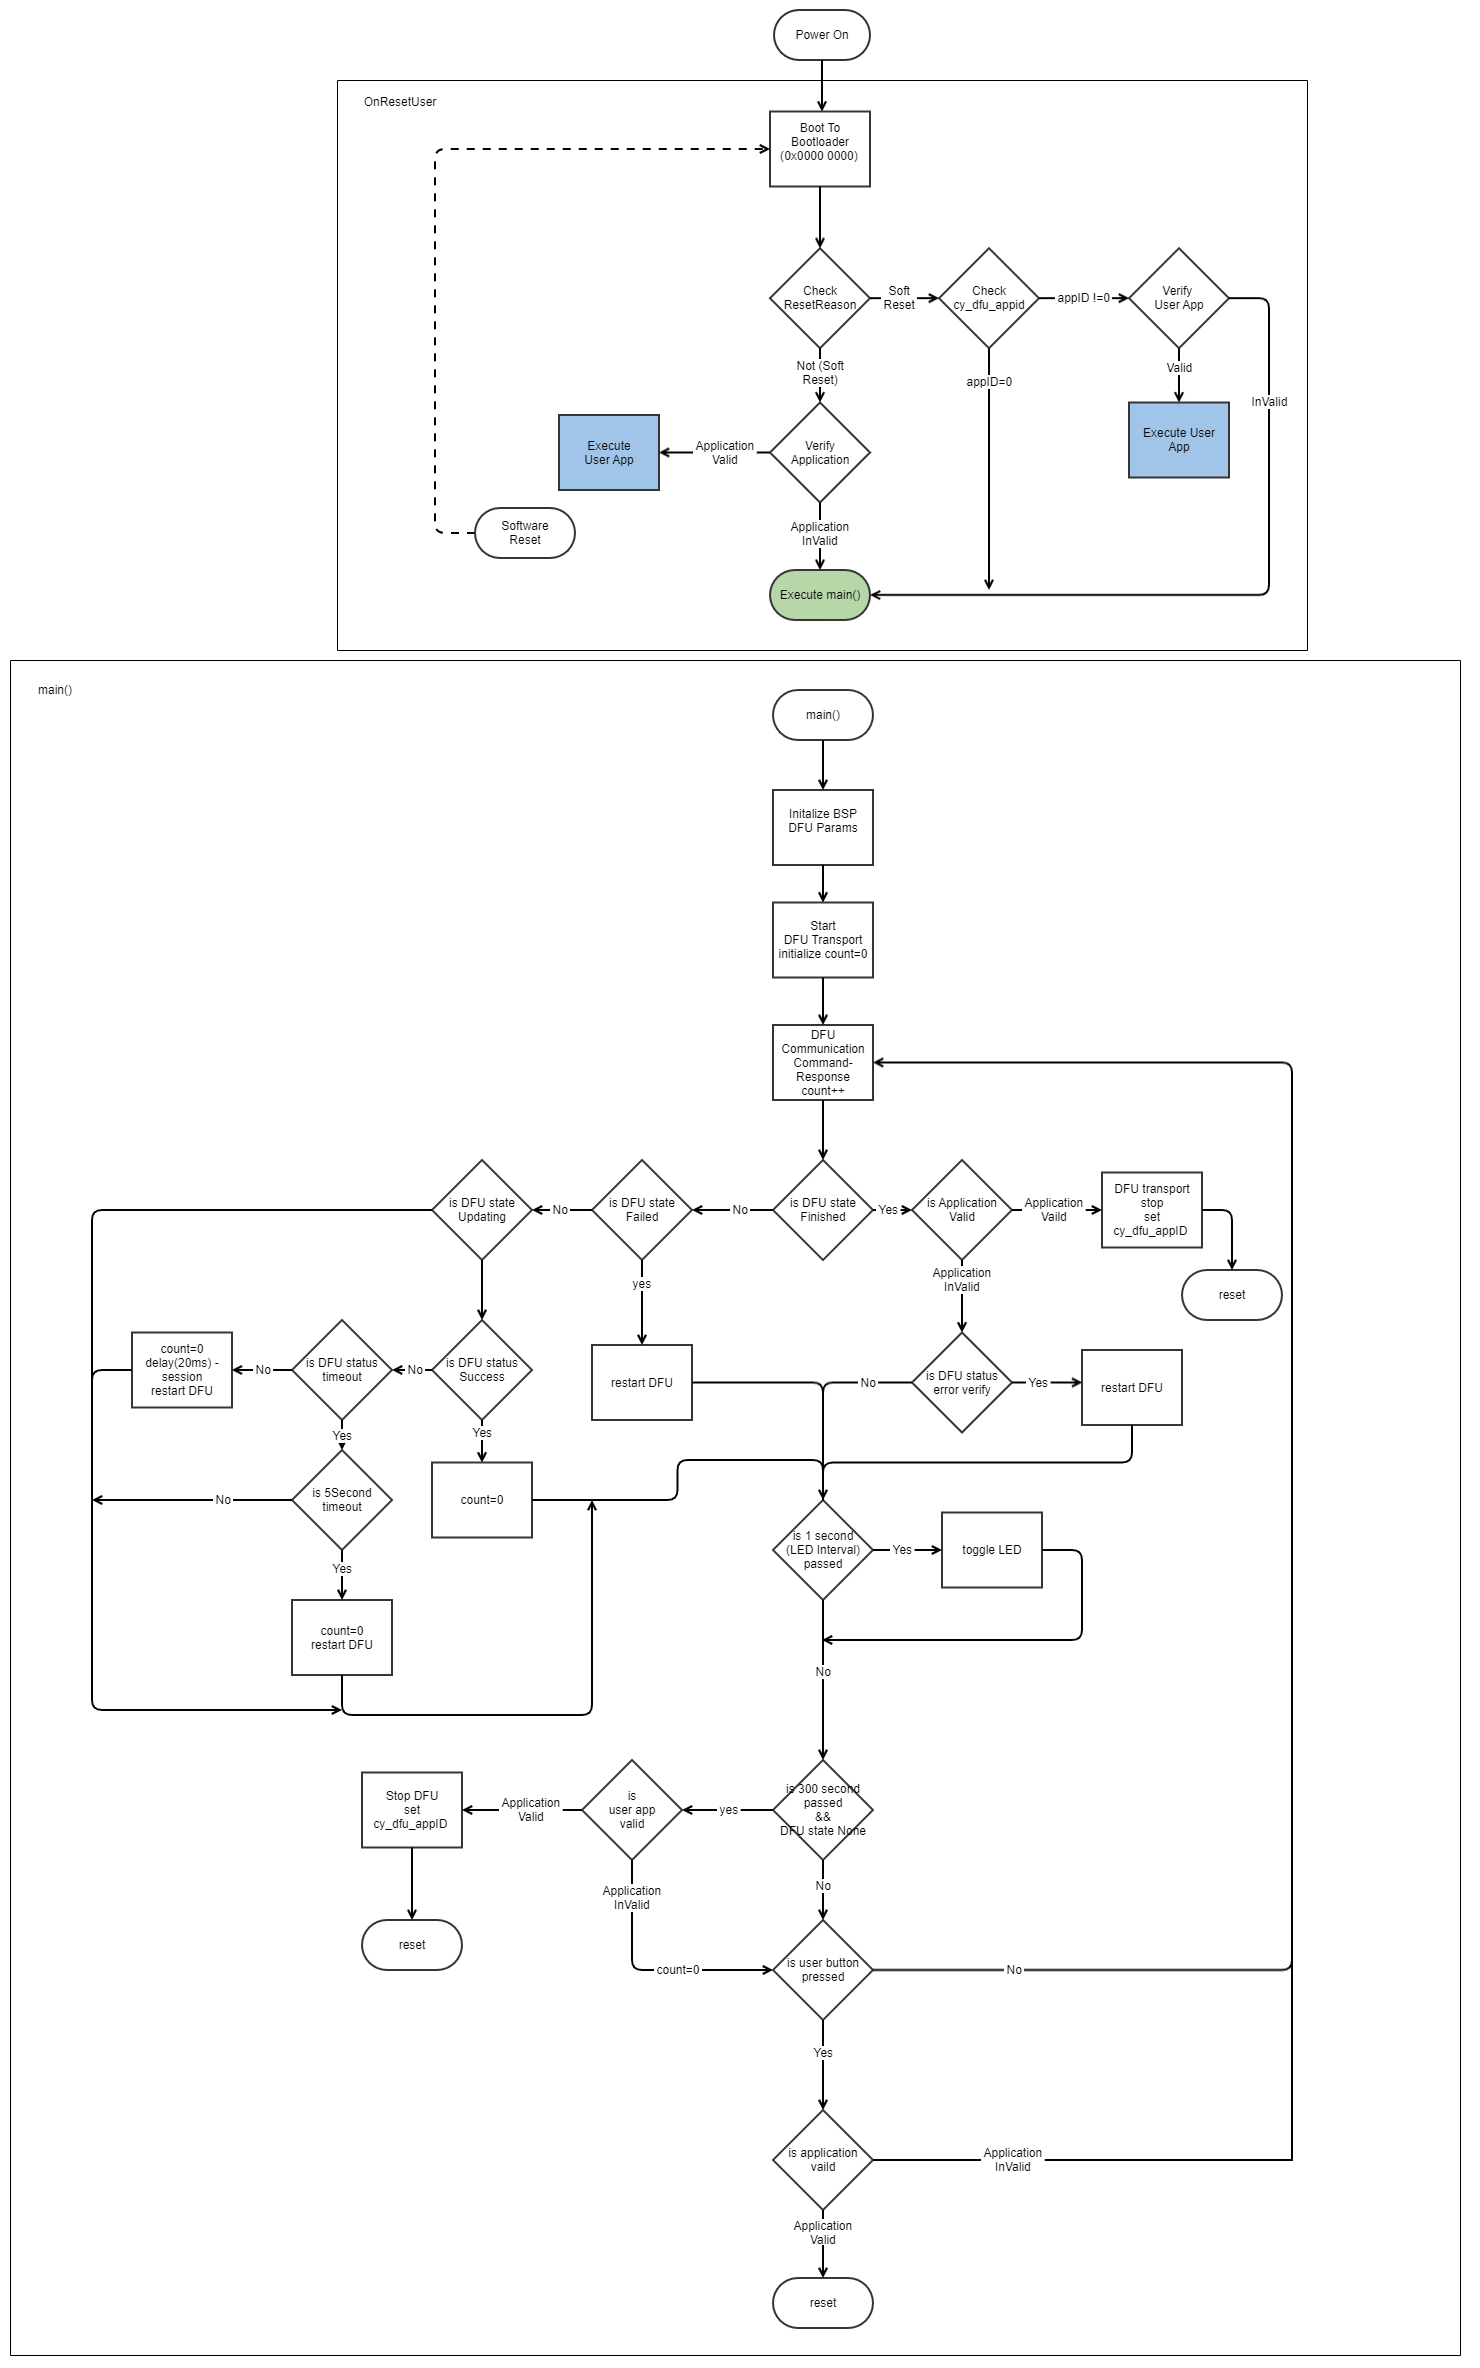 Power On
OnResetUser
Boot To
Bootloader
(0x0000 0000)
Check
ResetReason
Soft
Reset
Check
cy_dfu_appid
appID !=0
Verify
User App
Not (Soft
Reset)
appID=0
Valid
InValid
Execute
User App
Application
Valid
Verify
Application
Execute User
App
Software
Reset
Application
InValid
Execute main()
main()
main()
Initalize BSP
DFU Params
Start
DFU Transport
initialize count=0
DFU
Communication
Command-
Response
count++
is DFU state
Updating
No
is DFU state
Failed
No
is DFU state
Finished
Yes
is Application
Valid
Application
Vaild
DFU transport
stop
set
cy_dfu_appID
yes
Application
InValid
reset
count=0
delay(20ms) -
session
restart DFU
No
is DFU status
timeout
No
is DFU status
Success
restart DFU
No
is DFU status
error verify
Yes
restart DFU
Yes
Yes
No
is 5Second
timeout
count=0
is 1 second
(LED Interval)
passed
Yes
toggle LED
Yes
count=0
restart DFU
No
Stop DFU
set
cy_dfu_appID
Application
Valid
is
user app
valid
yes
is 300 second
passed
&&
DFU state None
Application
InValid
No
reset
count=0
is user button
pressed
No
Yes
is application
vaild
Application
InValid
Application
Valid
reset